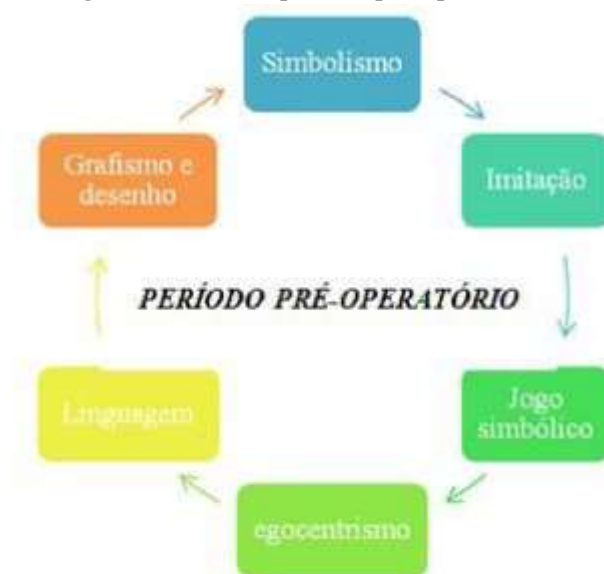 Simbolismo
Imitação
Jogo
simbólico
egocentrismo
Linguagem
Grafismo e
desenho
PERÍODO PRÉ-OPERATÓRIO